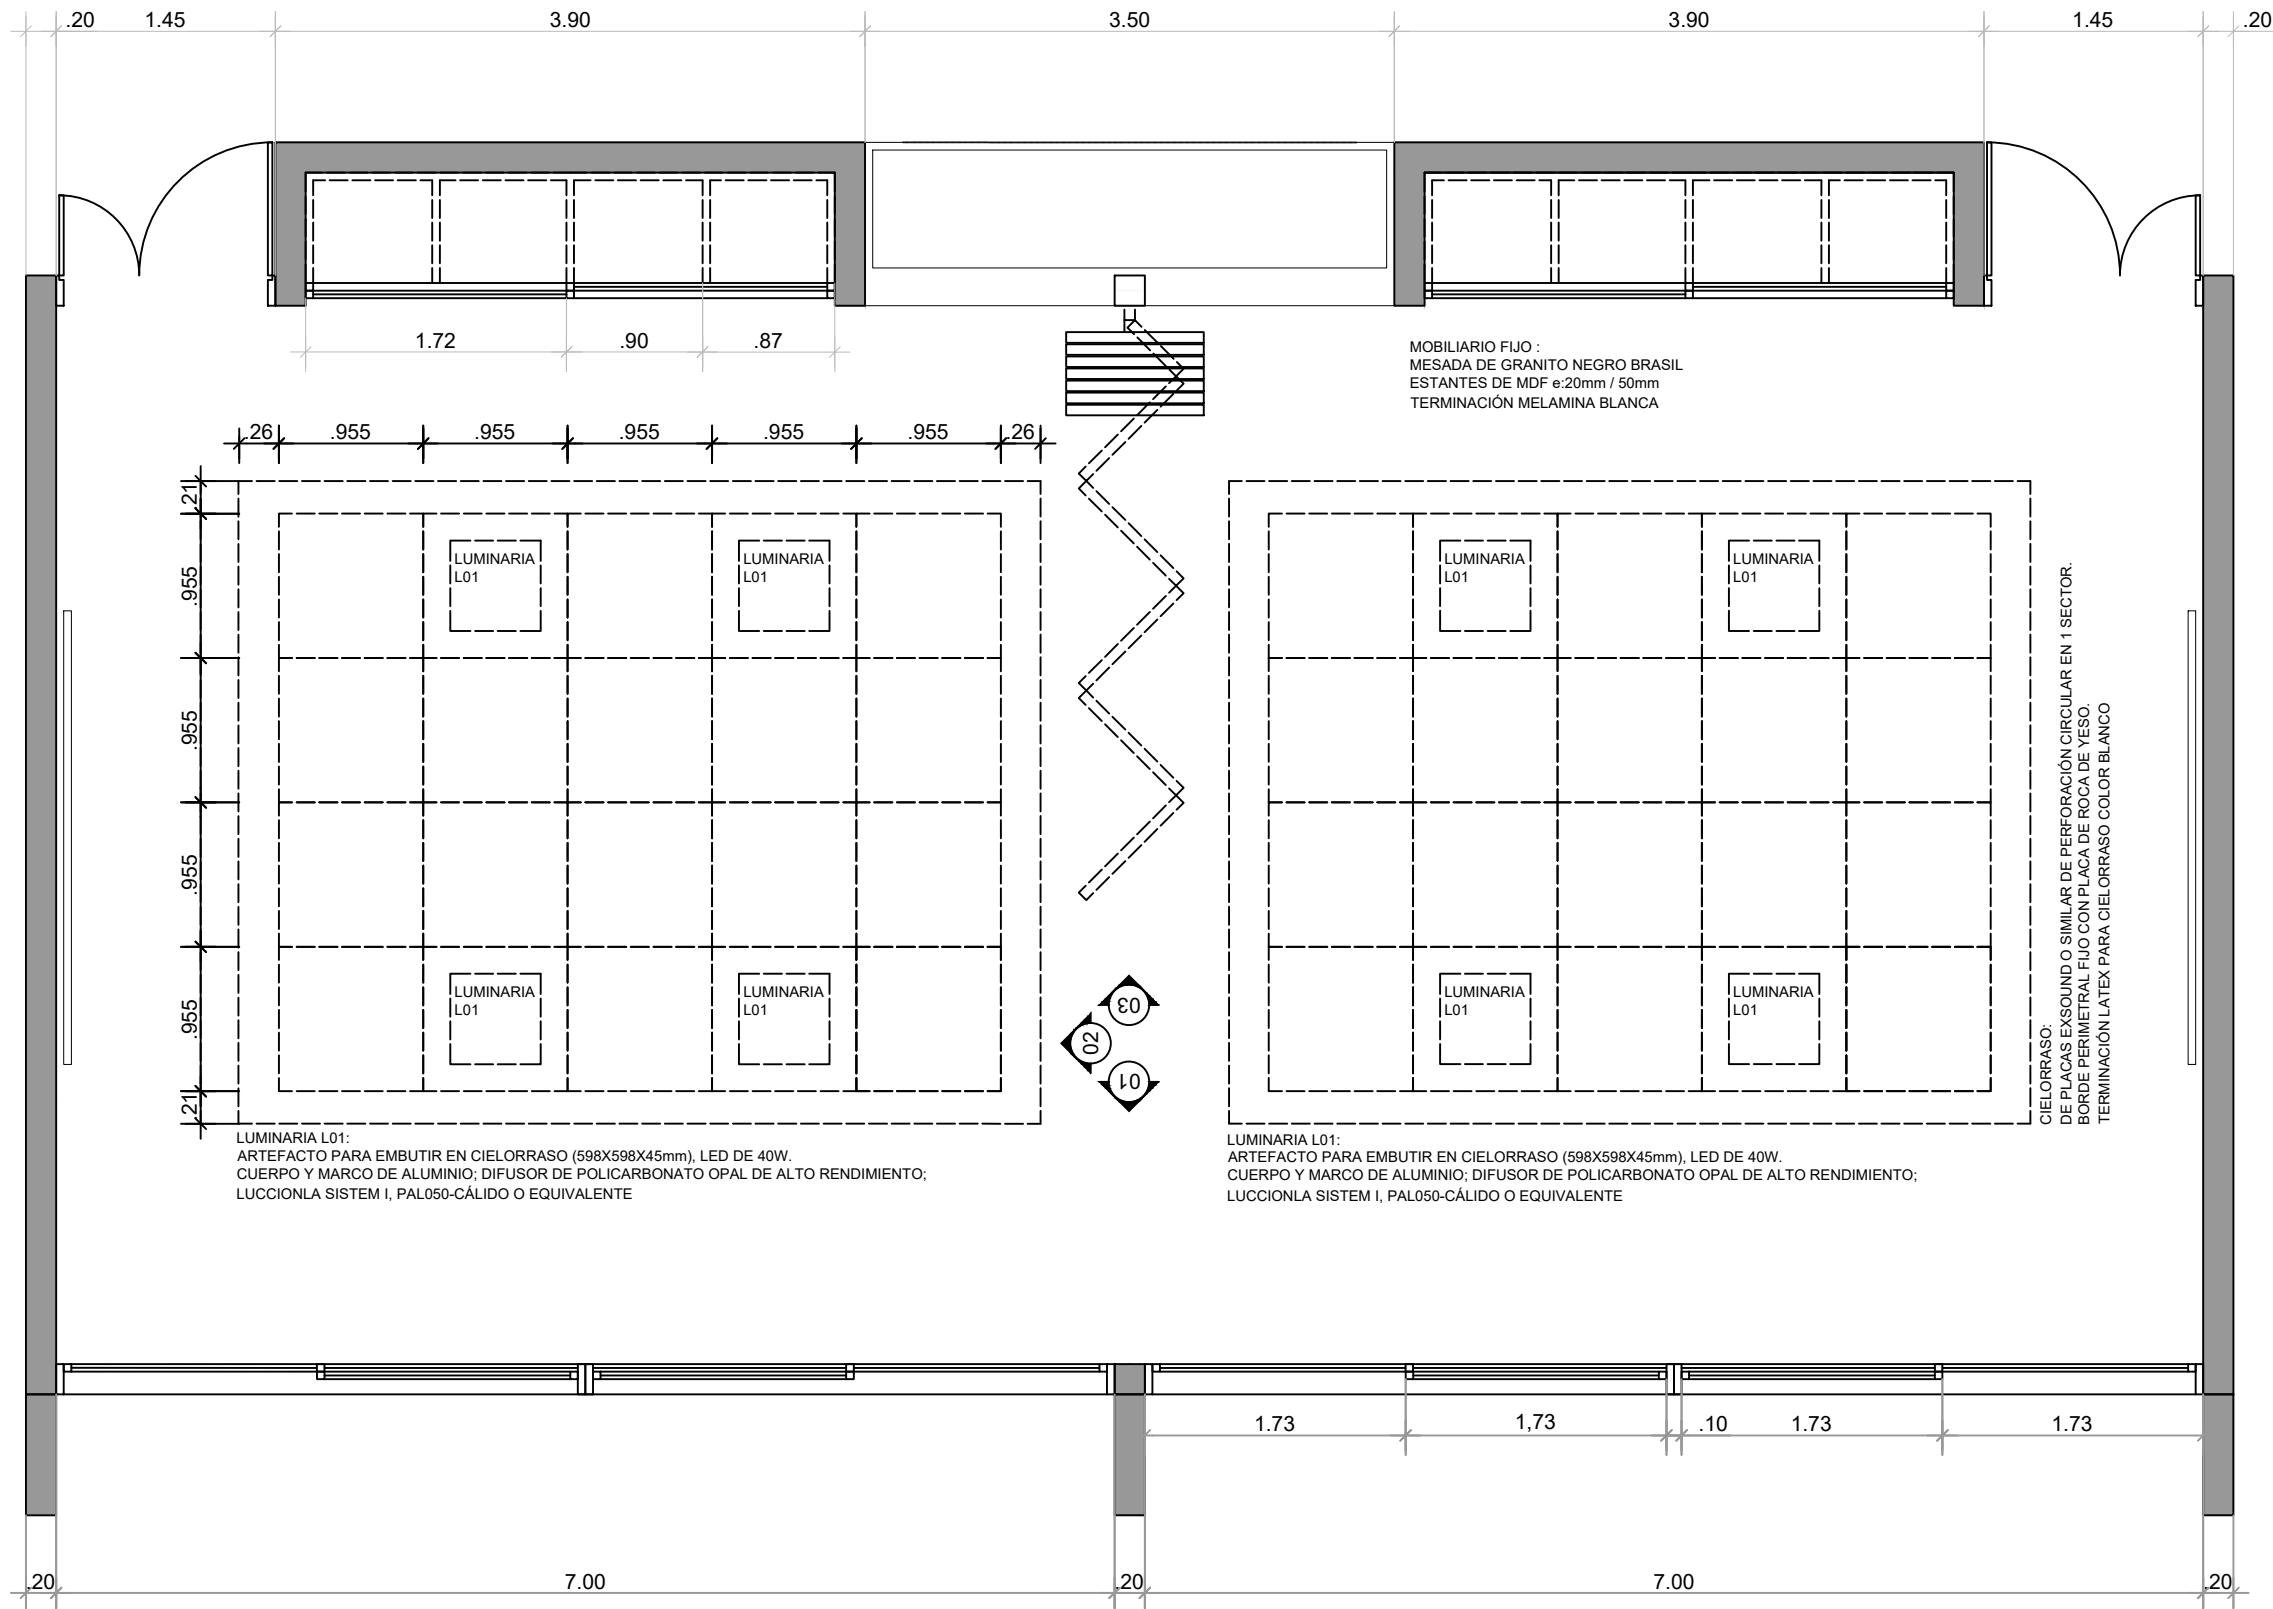 .20 1.45 3.90 3.50 3.90 1.45 .20
1.72 .90 .87
MOBILIARIO FIJO :
MESADA DE GRANITO NEGRO BRASIL
ESTANTES DE MDF e:20mm / 50mm
TERMINACIÓN MELAMINA BLANCA
.26 .955 .955 .955 .955 .955 .26
.21
.955
.955
.955
.955
.21
LUMINARIA
L01
LUMINARIA
L01
LUMINARIA
L01
LUMINARIA
L01
LUMINARIA
L01
LUMINARIA
L01
LUMINARIA
L01
LUMINARIA
L01
03
02
01
CIELORRASO:
DE PLACAS EXSOUND O SIMILAR DE PERFORACIÓN CIRCULAR EN 1 SECTOR.
BORDE PERIMETRAL FIJO CON PLACA DE ROCA DE YESO.
TERMINACIÓN LATEX PARA CIELORRASO COLOR BLANCO
LUMINARIA L01:
ARTEFACTO PARA EMBUTIR EN CIELORRASO (598X598X45mm), LED DE 40W.
CUERPO Y MARCO DE ALUMINIO; DIFUSOR DE POLICARBONATO OPAL DE ALTO RENDIMIENTO;
LUCCIONLA SISTEM I, PAL050-CÁLIDO O EQUIVALENTE
LUMINARIA L01:
ARTEFACTO PARA EMBUTIR EN CIELORRASO (598X598X45mm), LED DE 40W.
CUERPO Y MARCO DE ALUMINIO; DIFUSOR DE POLICARBONATO OPAL DE ALTO RENDIMIENTO;
LUCCIONLA SISTEM I, PAL050-CÁLIDO O EQUIVALENTE
1.73 1,73 .10 1.73 1.73
.20 7.00 .20 7.00 .20